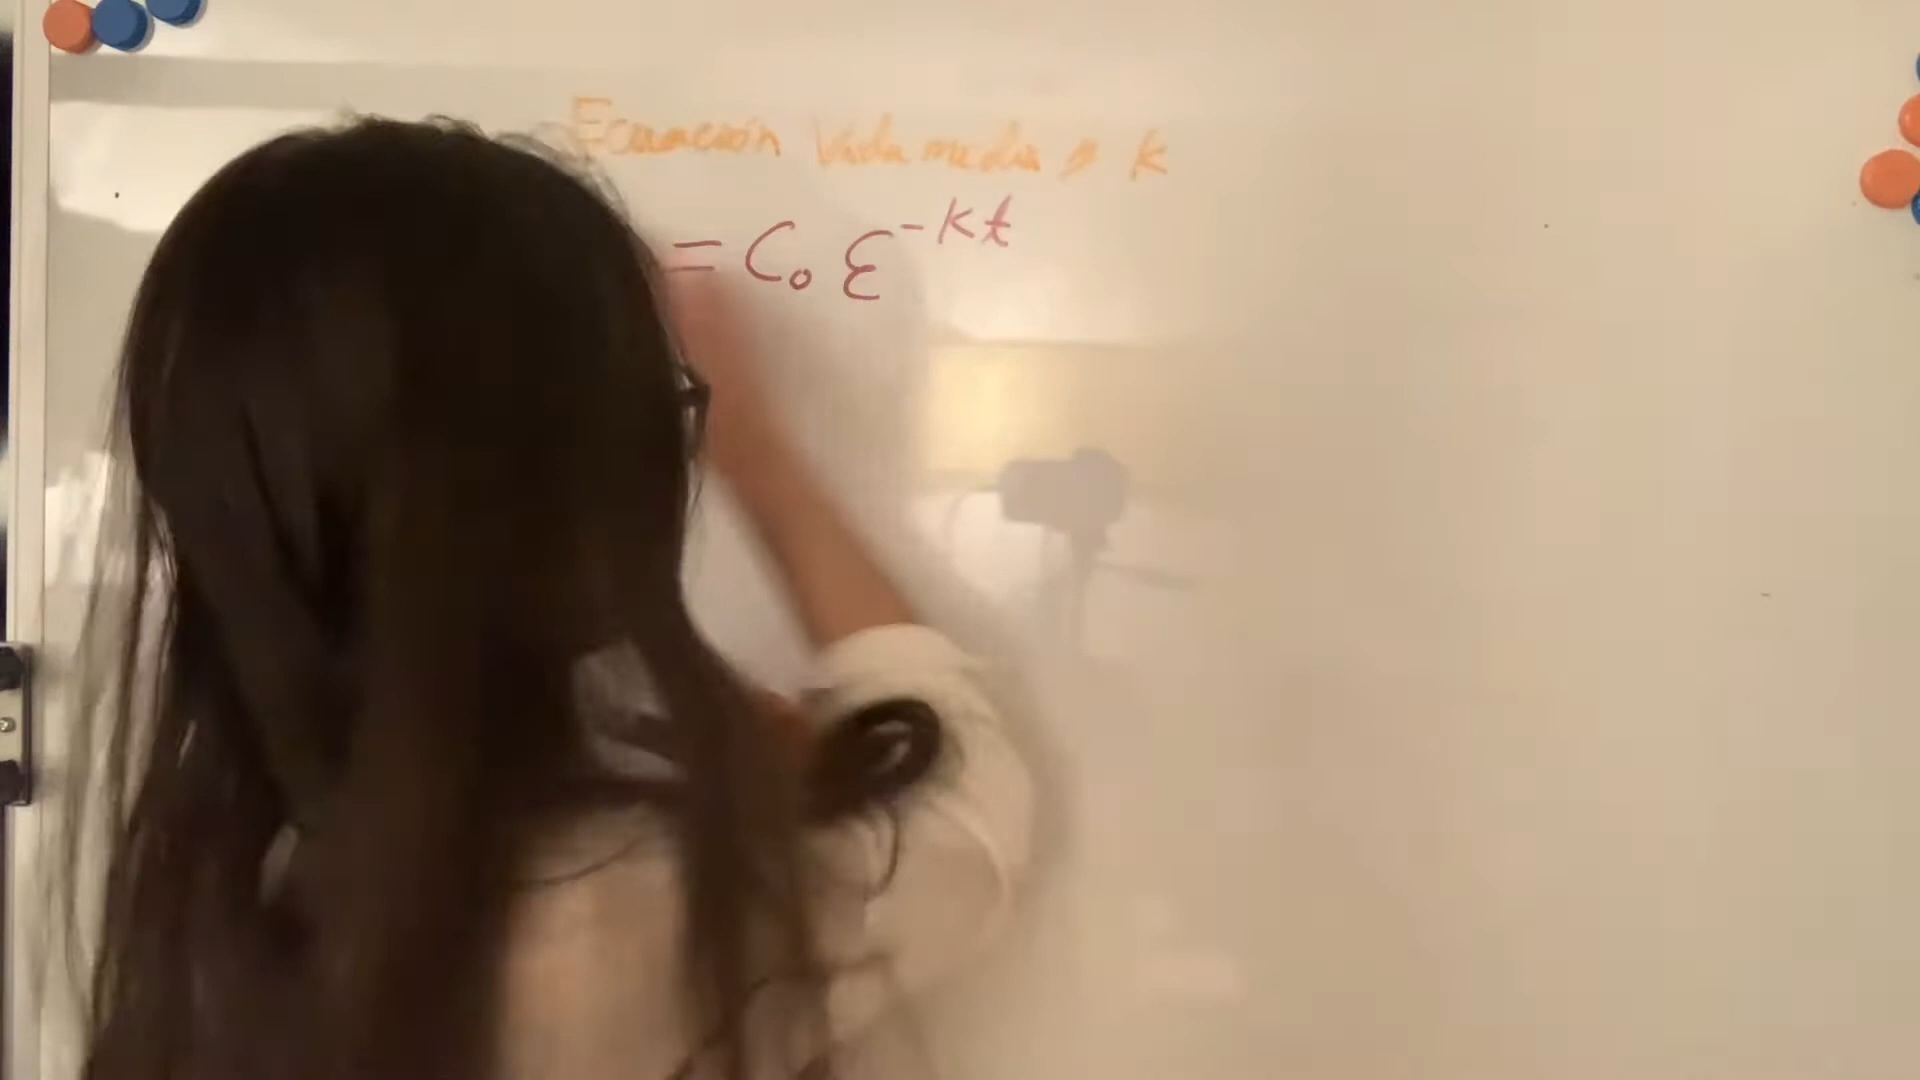 Ecuación Vida media y k
= C₀ e^{-kt}